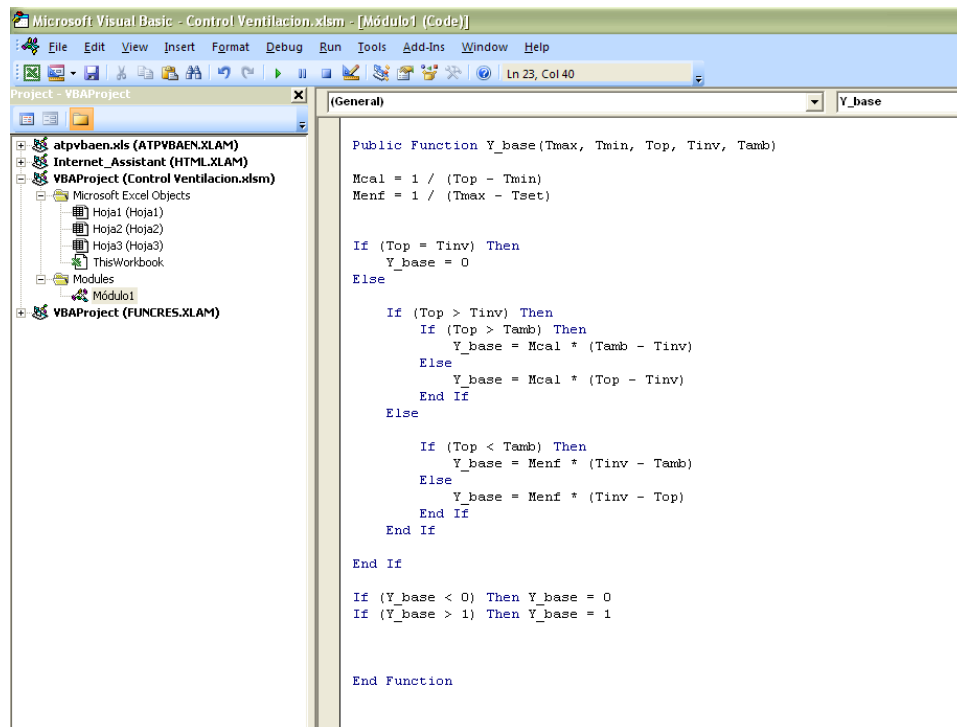 Microsoft Visual Basic - Control Ventilacion.xlsm - [Módulo1 (Code)]
File Edit View Insert Format Debug Run Tools Add-Ins Window Help
Ln 23, Col 40
Project - VBAProject
(General)
Y_base
atpvbaen.xls (ATPVBAEN.XLAM)
Internet_Assistant (HTML.XLAM)
VBAProject (Control Ventilacion.xlsm)
Microsoft Excel Objects
Hoja1 (Hoja1)
Hoja2 (Hoja2)
Hoja3 (Hoja3)
ThisWorkbook
Modules
Módulo1
VBAProject (FUNCRES.XLAM)
Public Function Y_base(Tmax, Tmin, Top, Tinv, Tamb)
Mcal = 1 / (Top - Tmin)
Menf = 1 / (Tmax - Tset)
If (Top = Tinv) Then
Y_base = 0
Else
If (Top > Tinv) Then
If (Top > Tamb) Then
Y_base = Mcal * (Tamb - Tinv)
Else
Y_base = Mcal * (Top - Tinv)
End If
Else
If (Top < Tamb) Then
Y_base = Menf * (Tinv - Tamb)
Else
Y_base = Menf * (Tinv - Top)
End If
End If
End If
If (Y_base < 0) Then Y_base = 0
If (Y_base > 1) Then Y_base = 1
End Function